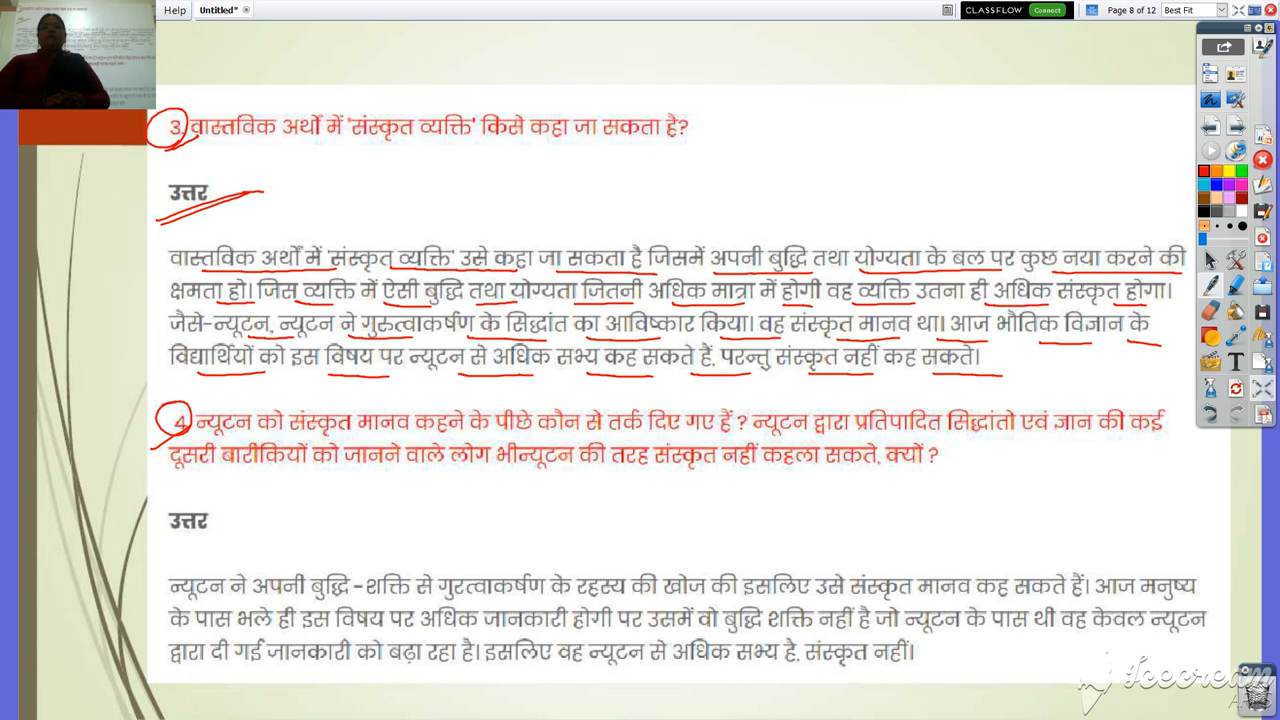 Help Untitled* CLASSFLOW Connect Page 8 of 12 Best Fit
3. वास्तविक अर्थों में 'संस्कृत व्यक्ति' किसे कहा जा सकता है?
उत्तर
वास्तविक अर्थों में 'संस्कृत व्यक्ति' उसे कहा जा सकता है जिसमें अपनी बुद्धि तथा योग्यता के बल पर कुछ नया करने की
क्षमता हो। जिस व्यक्ति में ऐसी बुद्धि तथा योग्यता जितनी अधिक मात्रा में होगी वह व्यक्ति उतना ही अधिक संस्कृत होगा।
जैसे-न्यूटन, न्यूटन ने गुरुत्वाकर्षण के सिद्धांत का आविष्कार किया। वह संस्कृत मानव था। आज भौतिक विज्ञान के
विद्यार्थियों को इस विषय पर न्यूटन से अधिक सभ्य कह सकते हैं, परन्तु संस्कृत नहीं कह सकते।
4. न्यूटन को संस्कृत मानव कहने के पीछे कौन से तर्क दिए गए हैं ? न्यूटन द्वारा प्रतिपादित सिद्धांतो एवं ज्ञान की कई
दूसरी बारीकियों को जानने वाले लोग भीन्यूटन की तरह संस्कृत नहीं कहला सकते, क्यों ?
उत्तर
न्यूटन ने अपनी बुद्धि -शक्ति से गुरत्वाकर्षण के रहस्य की खोज की इसलिए उसे संस्कृत मानव कह सकते हैं। आज मनुष्य
के पास भले ही इस विषय पर अधिक जानकारी होगी पर उसमें वो बुद्धि शक्ति नहीं है जो न्यूटन के पास थी वह केवल न्यूटन
द्वारा दी गई जानकारी को बढ़ा रहा है। इसलिए वह न्यूटन से अधिक सभ्य है, संस्कृत नहीं।
Icecream
APPS